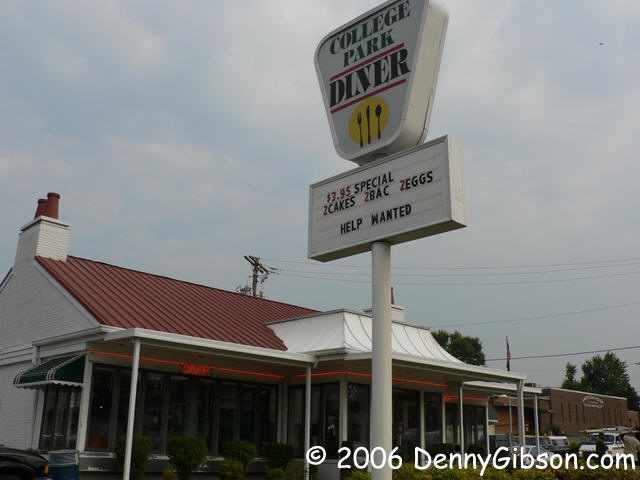 COLLEGE
PARK
DINER
$3.95 SPECIAL
2CAKES 2BAC 2EGGS
HELP WANTED
DINER
© 2006 DennyGibson.com